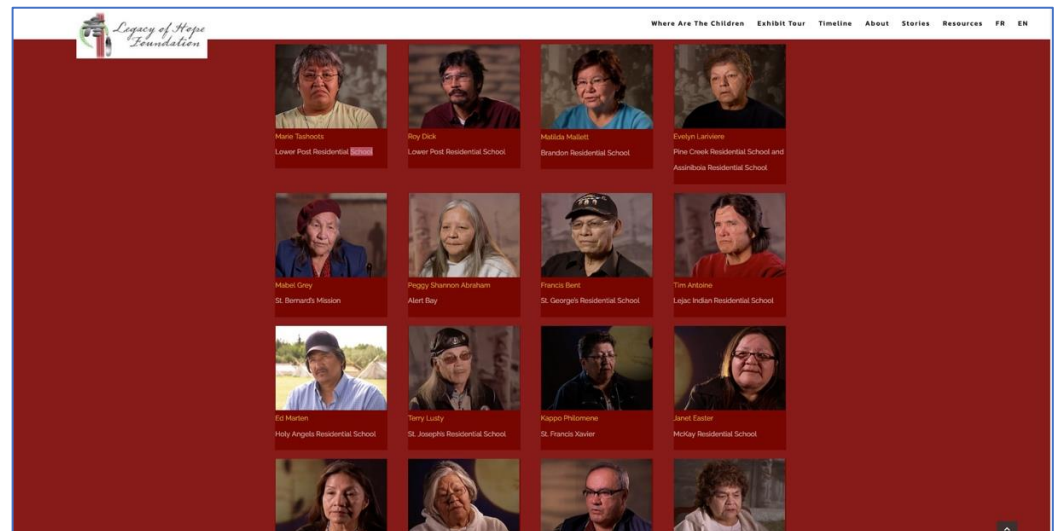 Legacy of Hope
Foundation
Where Are The Children Exhibit Tour Timeline About Stories Resources FR EN
Marie Tashoots
Lower Post Residential School
Roy Dick
Lower Post Residential School
Matilda Mallett
Brandon Residential School
Evelyn Lariviere
Pine Creek Residential School and
Assiniboia Residential School
Mabel Grey
St. Bernard's Mission
Peggy Shannon Abraham
Alert Bay
Francis Bent
St. George's Residential School
Tim Antoine
Lejac Indian Residential School
Ed Marten
Holy Angels Residential School
Terry Lusty
St. Joseph's Residential School
Kappo Philomene
St. Francis Xavier
Janet Easter
McKay Residential School